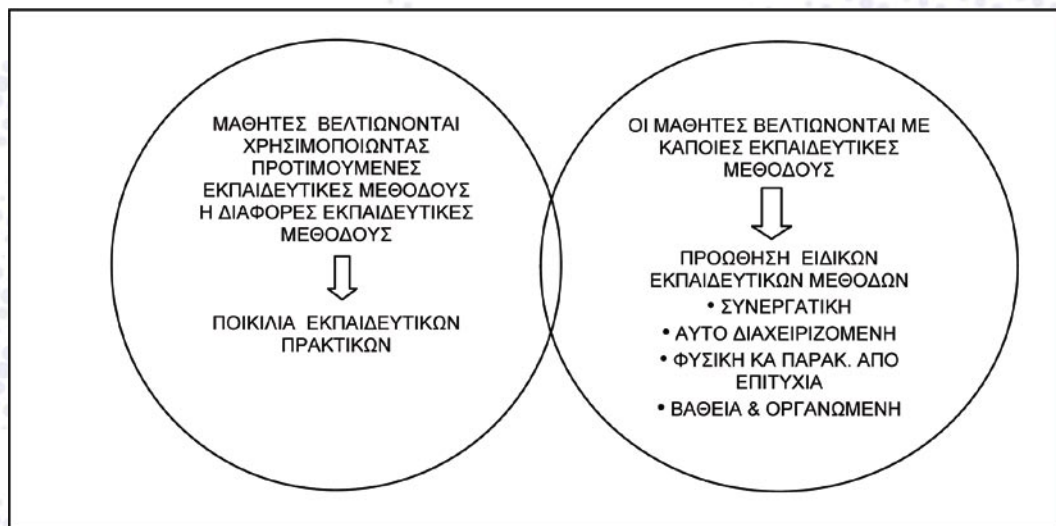 ΜΑΘΗΤΕΣ ΒΕΛΤΙΩΝΟΝΤΑΙ
ΧΡΗΣΙΜΟΠΟΙΩΝΤΑΣ
ΠΡΟΤΙΜΟΥΜΕΝΕΣ
ΕΚΠΑΙΔΕΥΤΙΚΕΣ ΜΕΘΟΔΟΥΣ
Η ΔΙΑΦΟΡΕΣ ΕΚΠΑΙΔΕΥΤΙΚΕΣ
ΜΕΘΟΔΟΥΣ
ΠΟΙΚΙΛΙΑ ΕΚΠΑΙΔΕΥΤΙΚΩΝ
ΠΡΑΚΤΙΚΩΝ
ΟΙ ΜΑΘΗΤΕΣ ΒΕΛΤΙΩΝΟΝΤΑΙ ΜΕ
ΚΑΠΟΙΕΣ ΕΚΠΑΙΔΕΥΤΙΚΕΣ
ΜΕΘΟΔΟΥΣ
ΠΡΟΩΘΗΣΗ ΕΙΔΙΚΩΝ
ΕΚΠΑΙΔΕΥΤΙΚΩΝ ΜΕΘΟΔΩΝ
• ΣΥΝΕΡΓΑΤΙΚΗ
• ΑΥΤΟ ΔΙΑΧΕΙΡΙΖΟΜΕΝΗ
• ΦΥΣΙΚΗ ΚΑ ΠΑΡΑΚ. ΑΠΟ
ΕΠΙΤΥΧΙΑ
• ΒΑΘΕΙΑ & ΟΡΓΑΝΩΜΕΝΗ